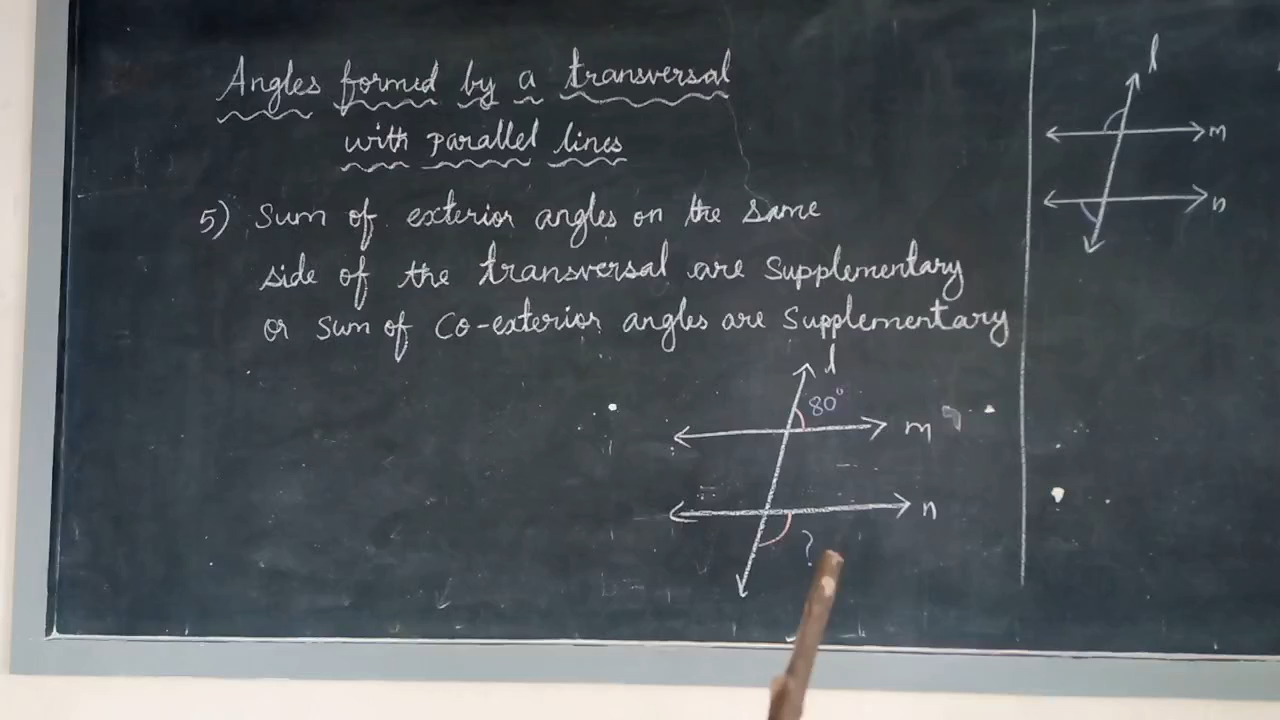 Angles formed by a transversal
with parallel lines
5) Sum of exterior angles on the same
side of the transversal are Supplementary
or Sum of Co-exterior angles are Supplementary
l
80°
m
n
?
l
m
n